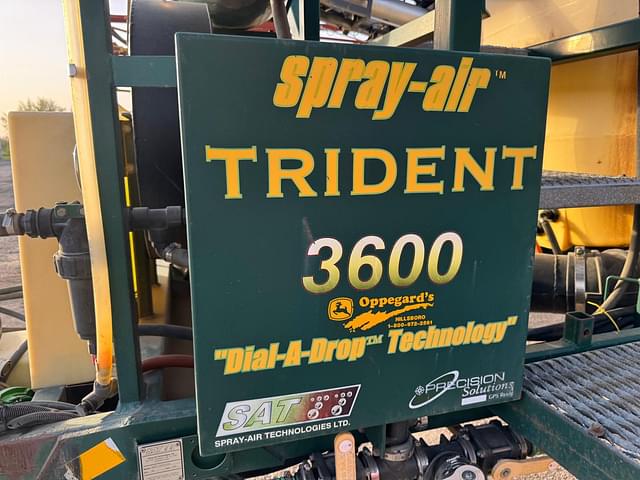 spray-air™
TRIDENT
3600
Oppegard's
HILLSBORO
1-800-972-2591
"Dial-A-Drop™ Technology"
SAT
SPRAY-AIR TECHNOLOGIES LTD.
PRECISION
Solutions
GPS Ready